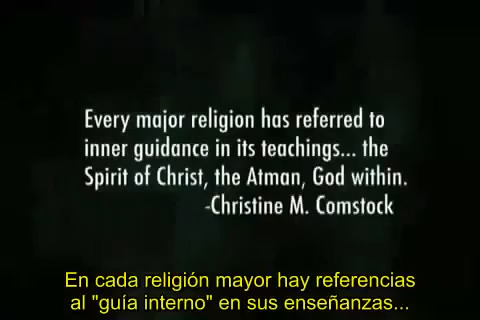 Every major religion has referred to
inner guidance in its teachings... the
Spirit of Christ, the Atman, God within.
-Christine M. Comstock
En cada religión mayor hay referencias
al "guía interno" en sus enseñanzas...